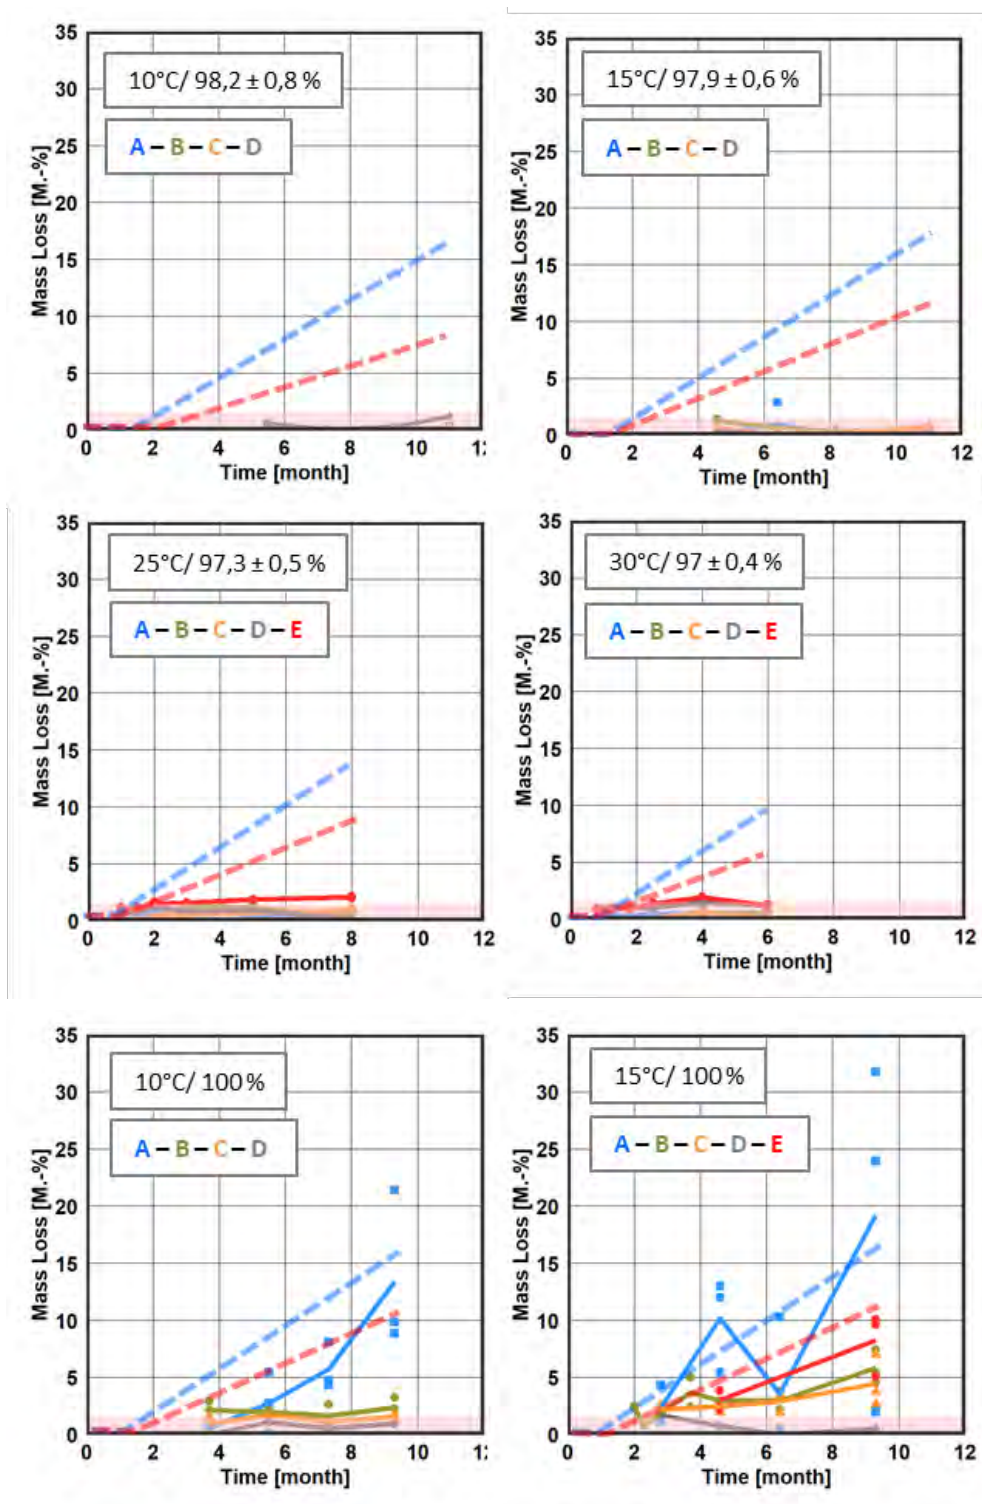 35
30
25
20
15
10
5
0
Mass Loss [M.-%]
10°C/ 98,2 ± 0,8 %
A – B – C – D
0 2 4 6 8 10 1
Time [month]
35
30
25
20
15
10
5
0
Mass Loss [M.-%]
15°C/ 97,9 ± 0,6 %
A – B – C – D
0 2 4 6 8 10 12
Time [month]
35
30
25
20
15
10
5
0
Mass Loss [M.-%]
25°C/ 97,3 ± 0,5 %
A – B – C – D – E
0 2 4 6 8 10 12
Time [month]
35
30
25
20
15
10
5
0
Mass Loss [M.-%]
30°C/ 97 ± 0,4 %
A – B – C – D – E
0 2 4 6 8 10 12
Time [month]
35
30
25
20
15
10
5
0
Mass Loss [M.-%]
10°C/ 100 %
A – B – C – D
0 2 4 6 8 10 12
Time [month]
35
30
25
20
15
10
5
0
Mass Loss [M.-%]
15°C/ 100 %
A – B – C – D – E
0 2 4 6 8 10 12
Time [month]